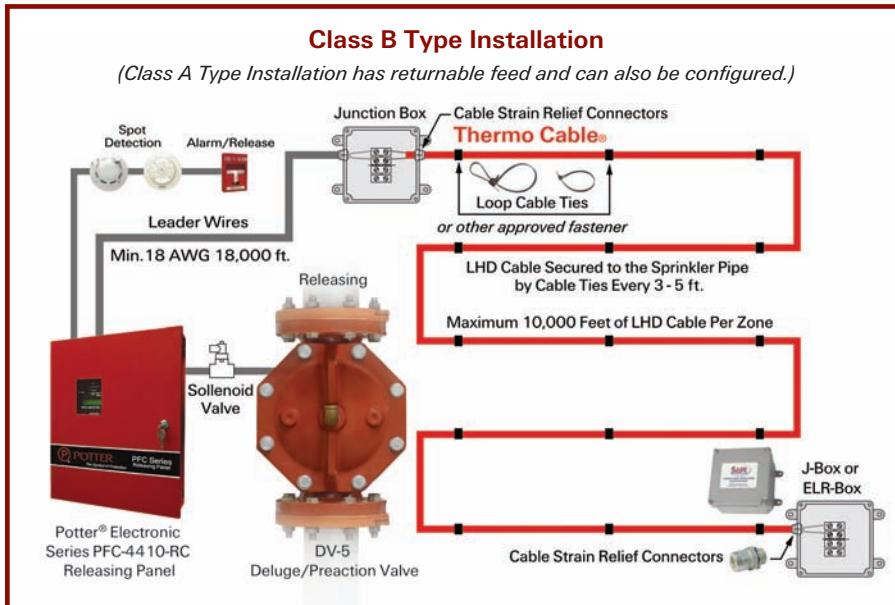 Class B Type Installation
(Class A Type Installation has returnable feed and can also be configured.)
Junction Box
Cable Strain Relief Connectors
Thermo Cable®
Spot
Detection
Alarm/Release
Loop Cable Ties
or other approved fastener
Leader Wires
Min. 18 AWG 18,000 ft.
LHD Cable Secured to the Sprinkler Pipe
by Cable Ties Every 3 - 5 ft.
Releasing
Maximum 10,000 Feet of LHD Cable Per Zone
Sollenoid
Valve
POTTER
The Symbol of Protection
PFC Series
Releasing Panel
J-Box or
ELR-Box
Potter® Electronic
Series PFC-4410-RC
Releasing Panel
DV-5
Deluge/Preaction Valve
Cable Strain Relief Connectors